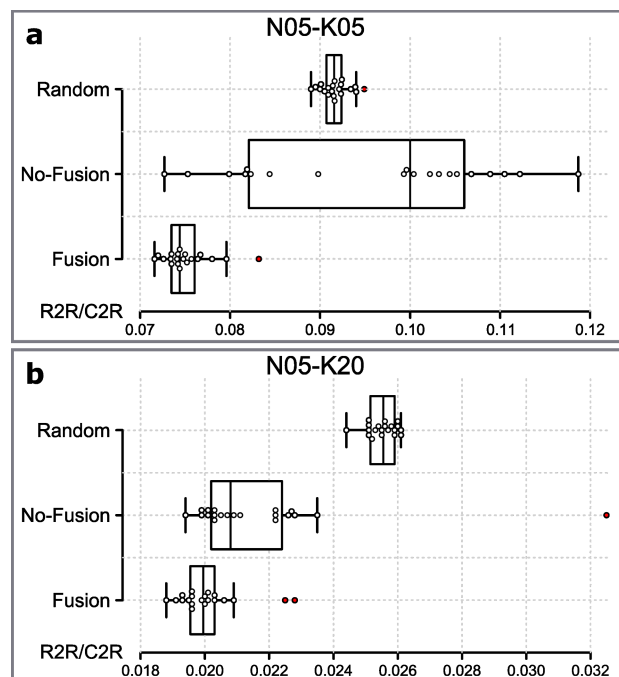 a
N05-K05
Random
No-Fusion
Fusion
R2R/C2R
0.07 0.08 0.09 0.10 0.11 0.12
b
N05-K20
Random
No-Fusion
Fusion
R2R/C2R
0.018 0.020 0.022 0.024 0.026 0.028 0.030 0.032